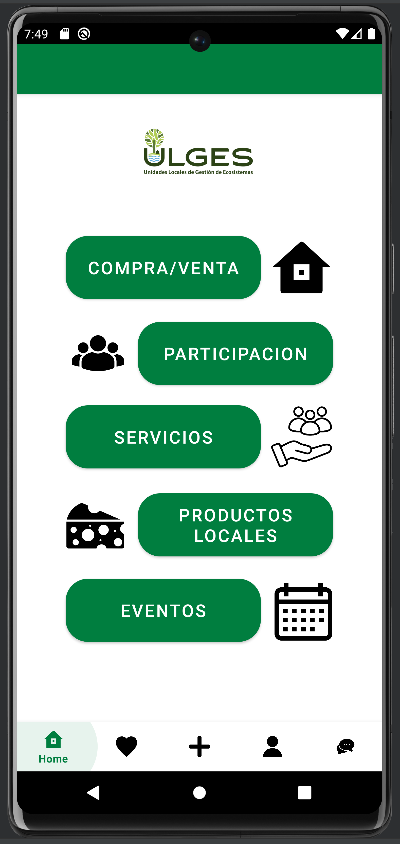 7:49
ULGES
Unidades Locales de Gestión de Ecosistemas
COMPRA/VENTA
PARTICIPACION
SERVICIOS
PRODUCTOS
LOCALES
EVENTOS
Home